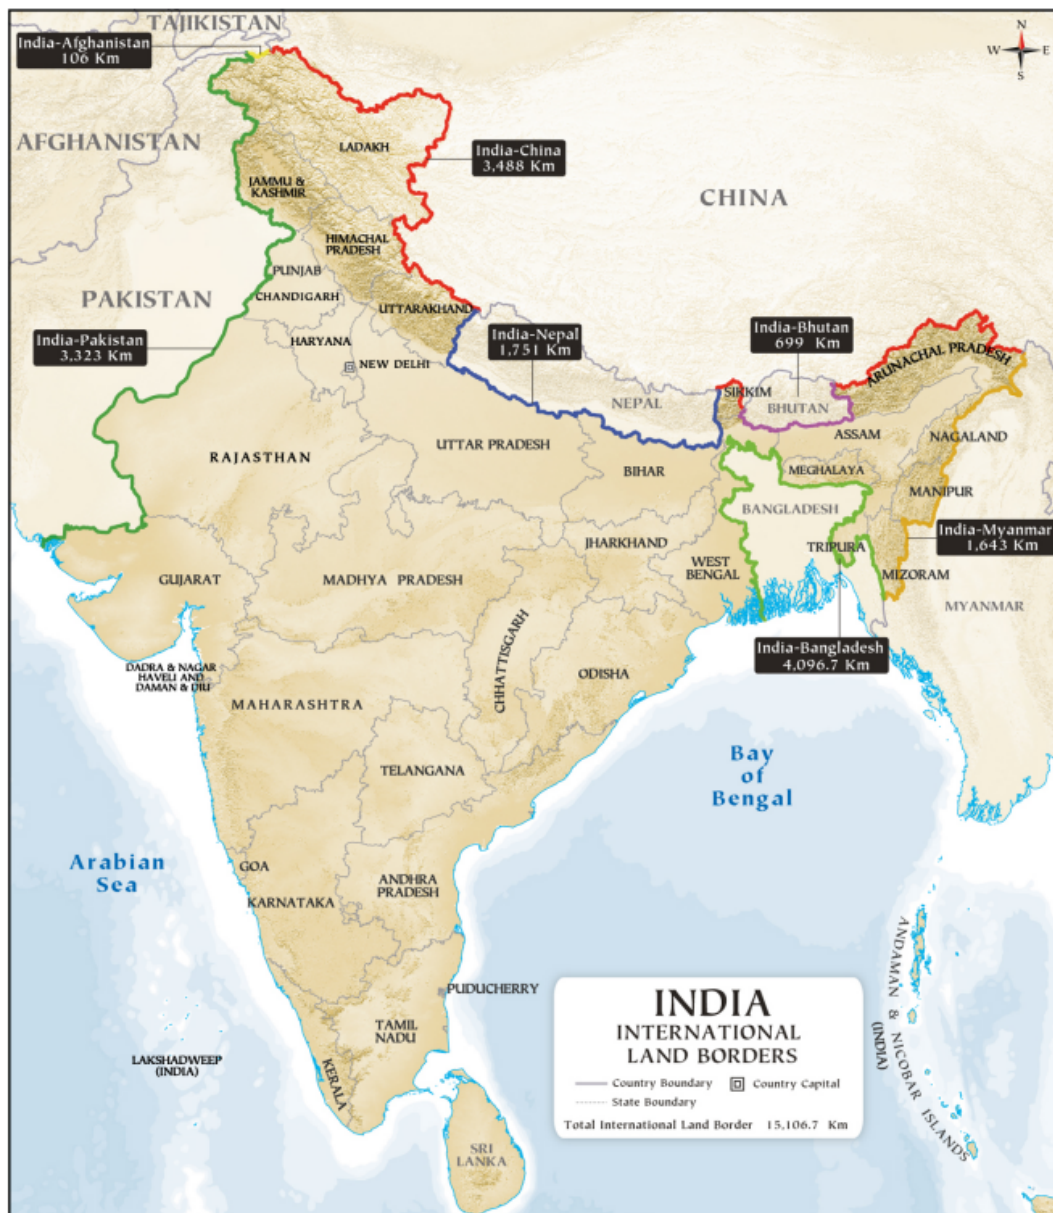 TAJIKISTAN
India-Afghanistan
106 Km
N
W E
S
AFGHANISTAN
LADAKH
India-China
3,488 Km
JAMMU &
KASHMIR
CHINA
HIMACHAL
PRADESH
PUNJAB
CHANDIGARH
PAKISTAN
UTTARAKHAND
India-Pakistan
3,323 Km
HARYANA
NEW DELHI
India-Nepal
1,751 Km
India-Bhutan
699 Km
ARUNACHAL PRADESH
SIKKIM
NEPAL
BHUTAN
ASSAM
NAGALAND
RAJASTHAN
UTTAR PRADESH
BIHAR
MEGHALAYA
MANIPUR
BANGLADESH
India-Myanmar
1,643 Km
JHARKHAND
TRIPURA
GUJARAT
MADHYA PRADESH
WEST
BENGAL
MIZORAM
MYANMAR
India-Bangladesh
4,096.7 Km
DADRA & NAGAR
HAVELI AND
DAMAN & DIU
CHHATTISGARH
ODISHA
MAHARASHTRA
TELANGANA
Bay
of
Bengal
Arabian
Sea
GOA
KARNATAKA
ANDHRA
PRADESH
PUDUCHERRY
TAMIL
NADU
KERALA
LAKSHADWEEP
(INDIA)
SRI
LANKA
ANDAMAN & NICOBAR ISLANDS
(INDIA)
INDIA
INTERNATIONAL
LAND BORDERS
Country Boundary
Country Capital
State Boundary
Total International Land Border 15,106.7 Km